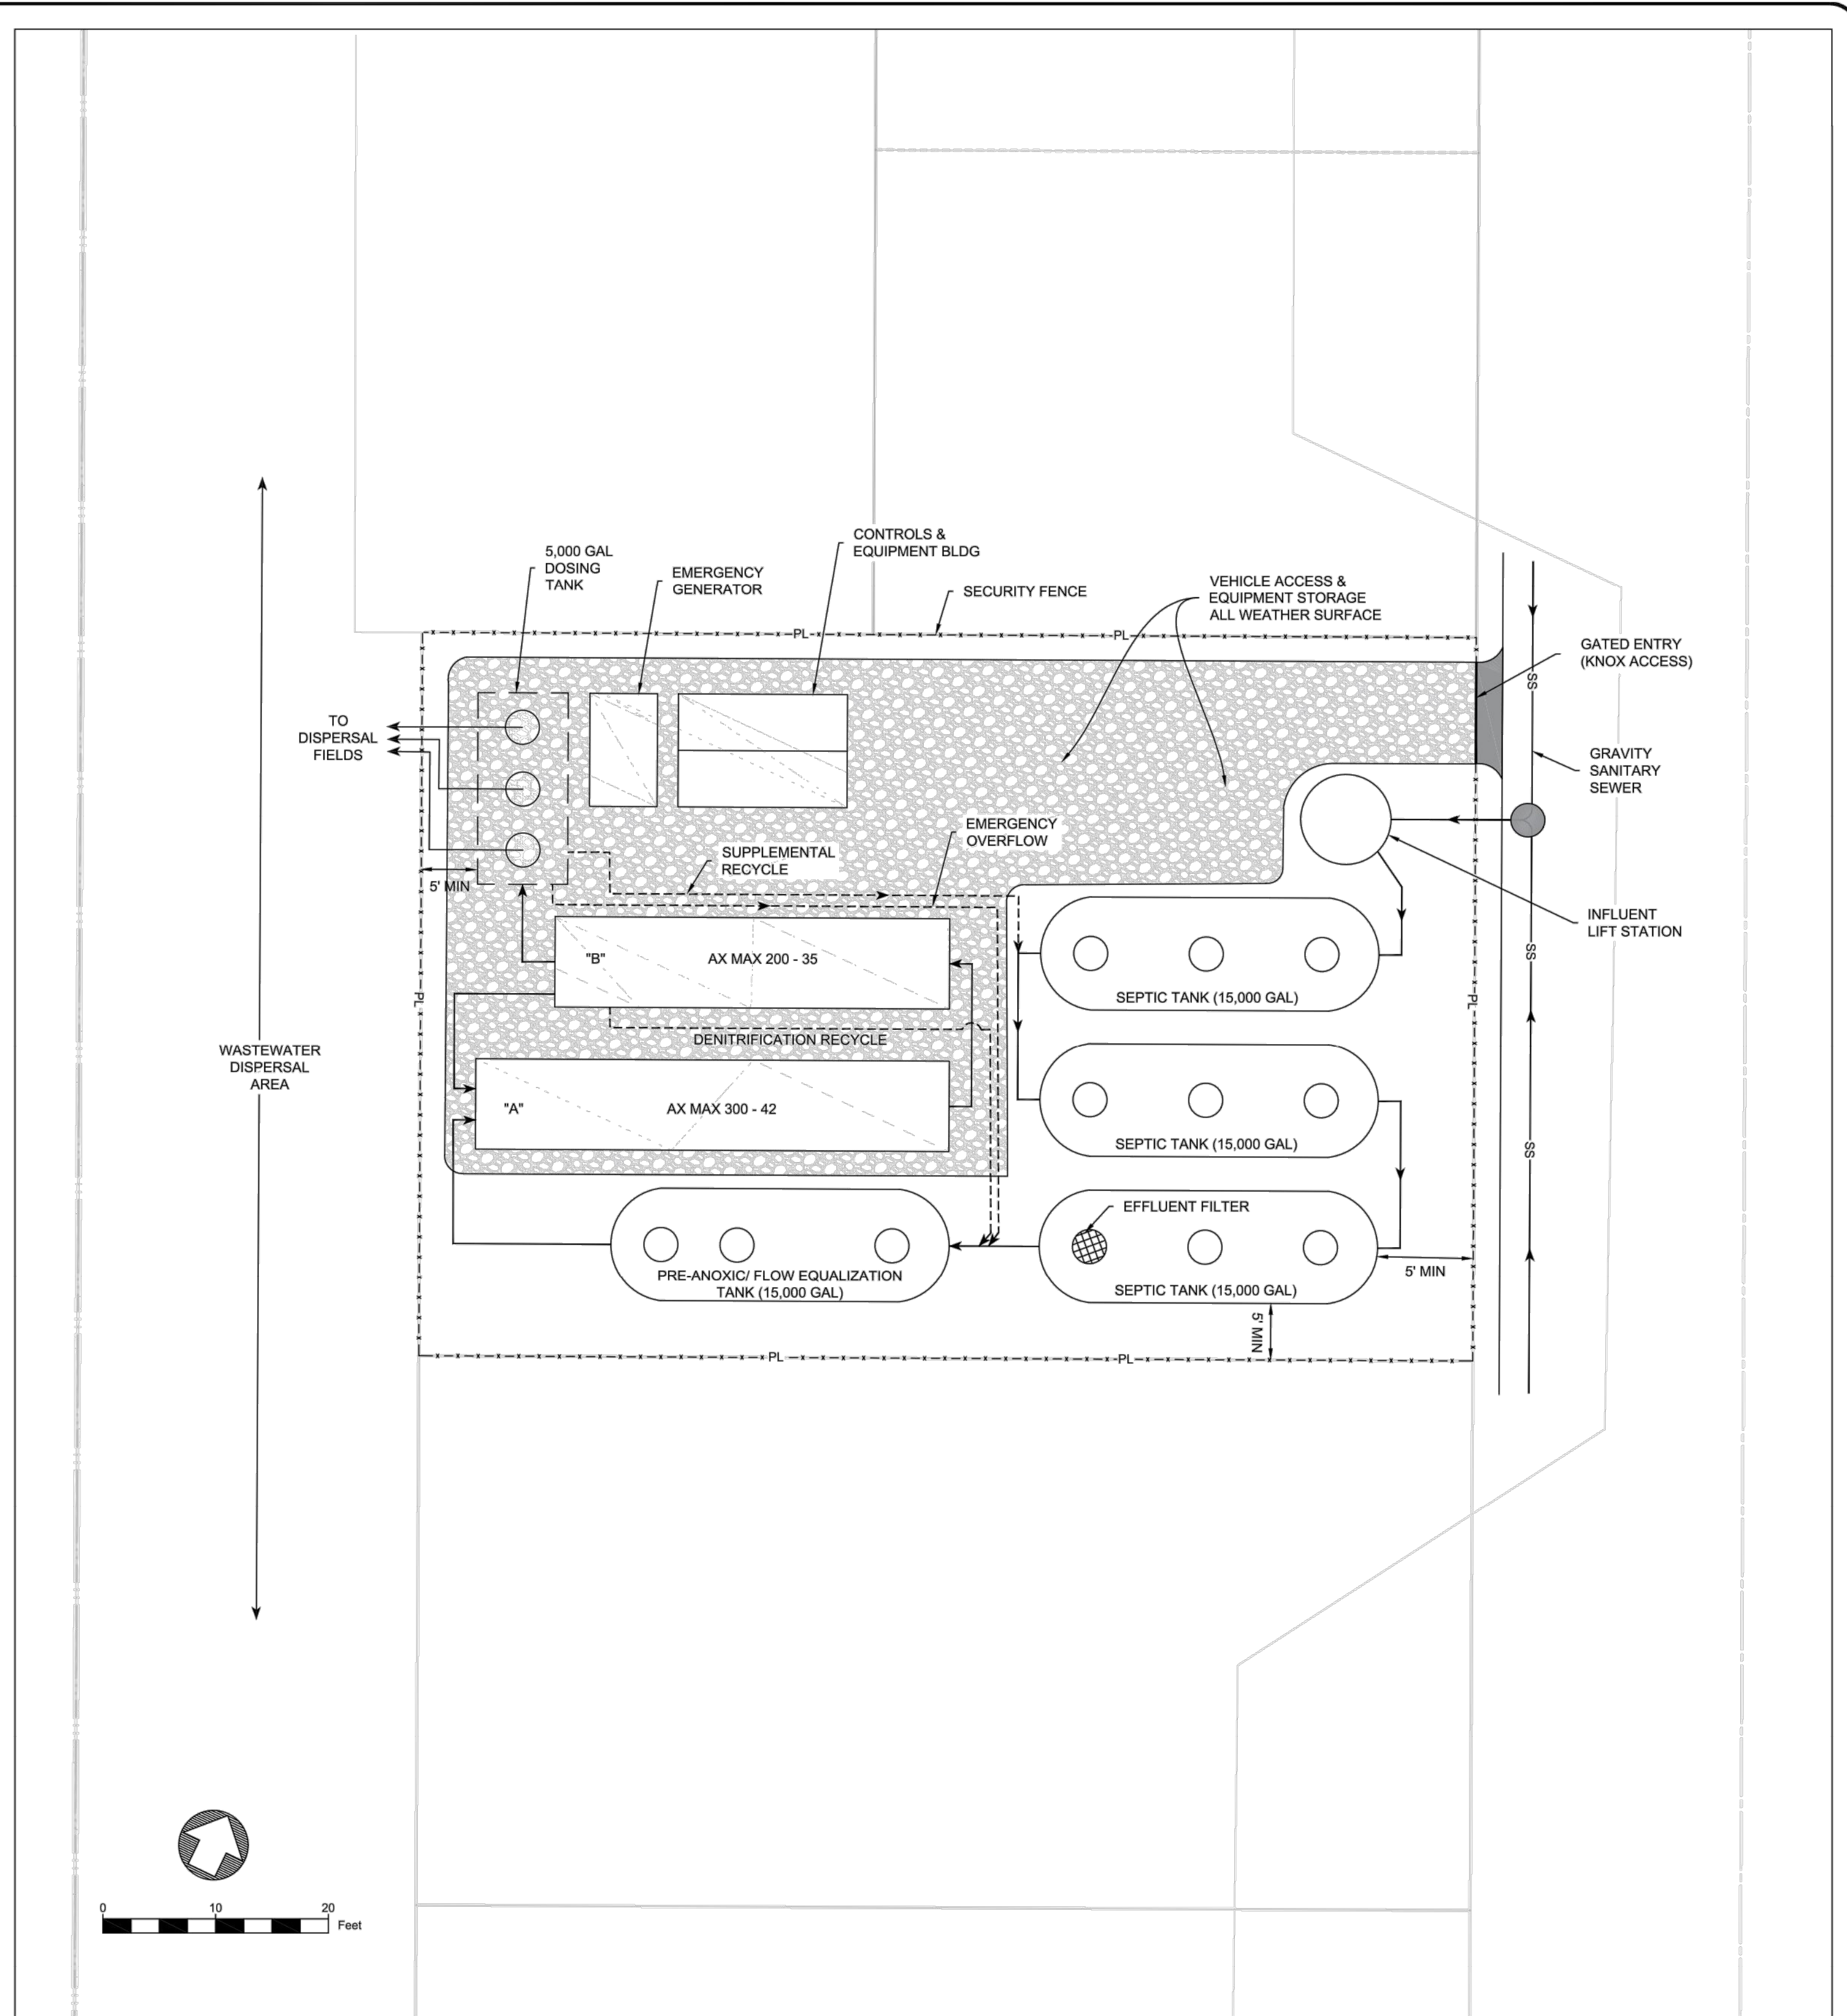 5,000 GAL
DOSING
TANK
EMERGENCY
GENERATOR
CONTROLS &
EQUIPMENT BLDG
SECURITY FENCE
VEHICLE ACCESS &
EQUIPMENT STORAGE
ALL WEATHER SURFACE
GATED ENTRY
(KNOX ACCESS)
PL
PL
SS
TO
DISPERSAL
FIELDS
GRAVITY
SANITARY
SEWER
EMERGENCY
OVERFLOW
SUPPLEMENTAL
RECYCLE
5' MIN
INFLUENT
LIFT STATION
SS
"B"
AX MAX 200 - 35
SEPTIC TANK (15,000 GAL)
PL
PL
DENITRIFICATION RECYCLE
WASTEWATER
DISPERSAL
AREA
"A"
AX MAX 300 - 42
SEPTIC TANK (15,000 GAL)
SS
EFFLUENT FILTER
PRE-ANOXIC/ FLOW EQUALIZATION
TANK (15,000 GAL)
SEPTIC TANK (15,000 GAL)
5' MIN
5' MIN
PL
PL
0
10
20
Feet